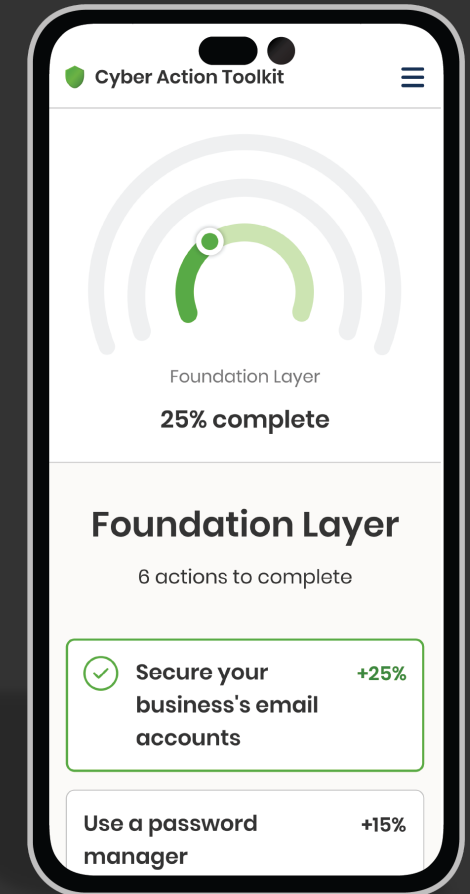 Cyber Action Toolkit
Foundation Layer
25% complete
Foundation Layer
6 actions to complete
Secure your +25%
business's email
accounts
Use a password +15%
manager